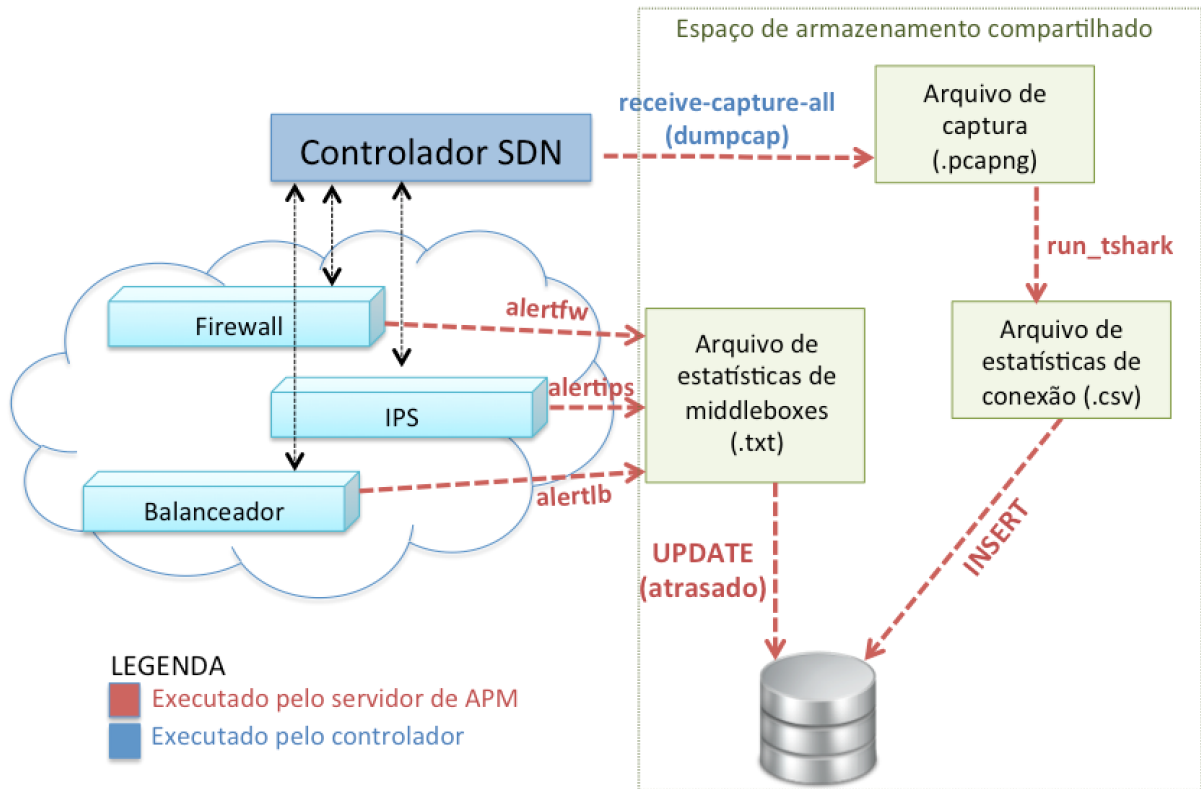 Espaço de armazenamento compartilhado
receive-capture-all
(dumpcap)
Arquivo de
captura
(.pcapng)
Controlador SDN
run_tshark
alertfw
Firewall
Arquivo de
estatísticas de
middleboxes
(.txt)
Arquivo de
estatísticas de
conexão (.csv)
alertips
IPS
alertlb
Balanceador
UPDATE
(atrasado)
INSERT
LEGENDA
Executado pelo servidor de APM
Executado pelo controlador